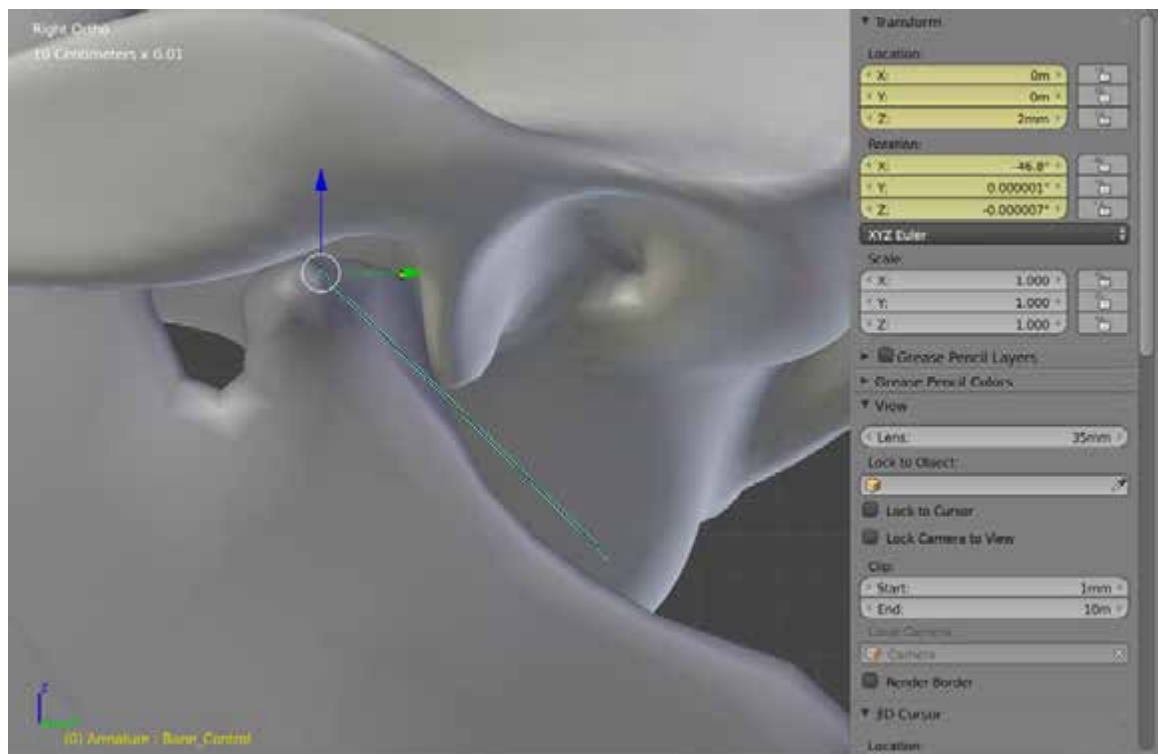 Right Ortho
10 Centimeters x 0.01
(0) Armature : Bone_Control
Transform
Location:
X: 0m
Y: 0m
Z: 2mm
Rotation:
X: -46.8°
Y: 0.000001°
Z: -0.000007°
XYZ Euler
Scale:
X: 1.000
Y: 1.000
Z: 1.000
Grease Pencil Layers
Grease Pencil Colors
View
Lens: 35mm
Lock to Object:
Lock to Cursor
Lock Camera to View
Clip:
Start: 1mm
End: 10m
Local Camera:
Camera
Render Border
3D Cursor
Location:
z